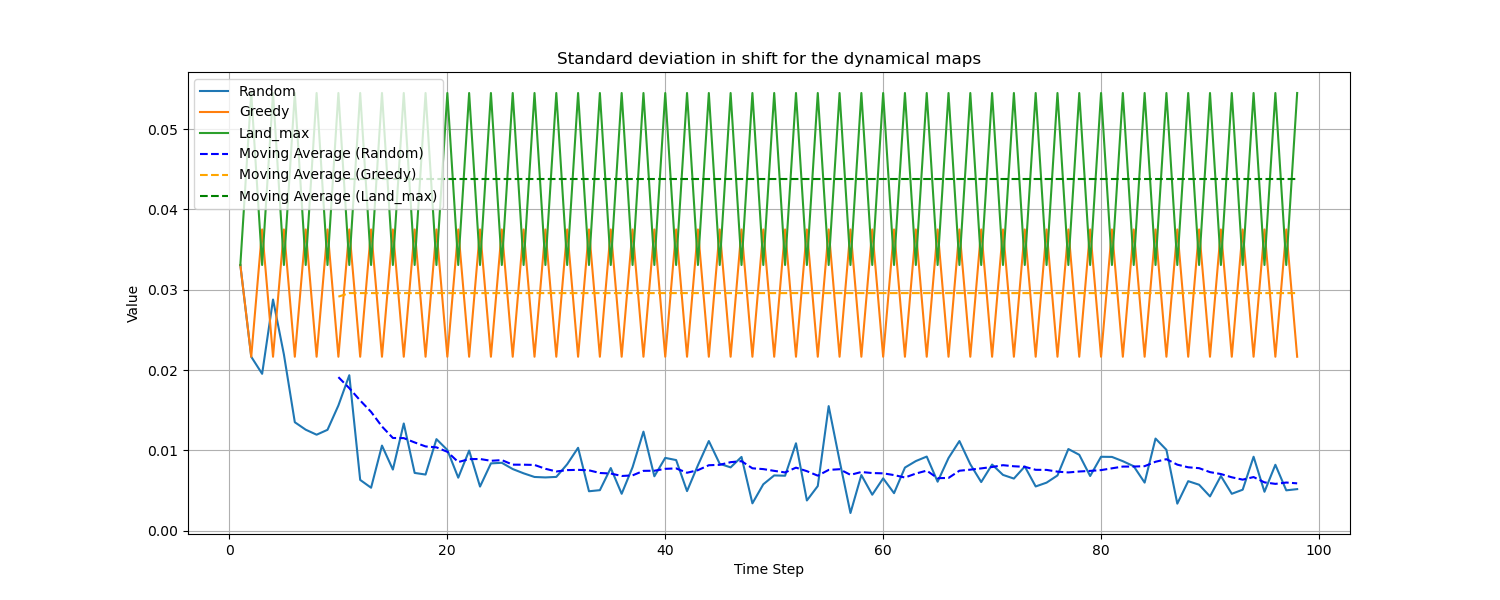 Standard deviation in shift for the dynamical maps
Random
Greedy
Land_max
Moving Average (Random)
Moving Average (Greedy)
Moving Average (Land_max)
0.05
0.04
0.03
0.02
0.01
0.00
Value
0 20 40 60 80 100
Time Step